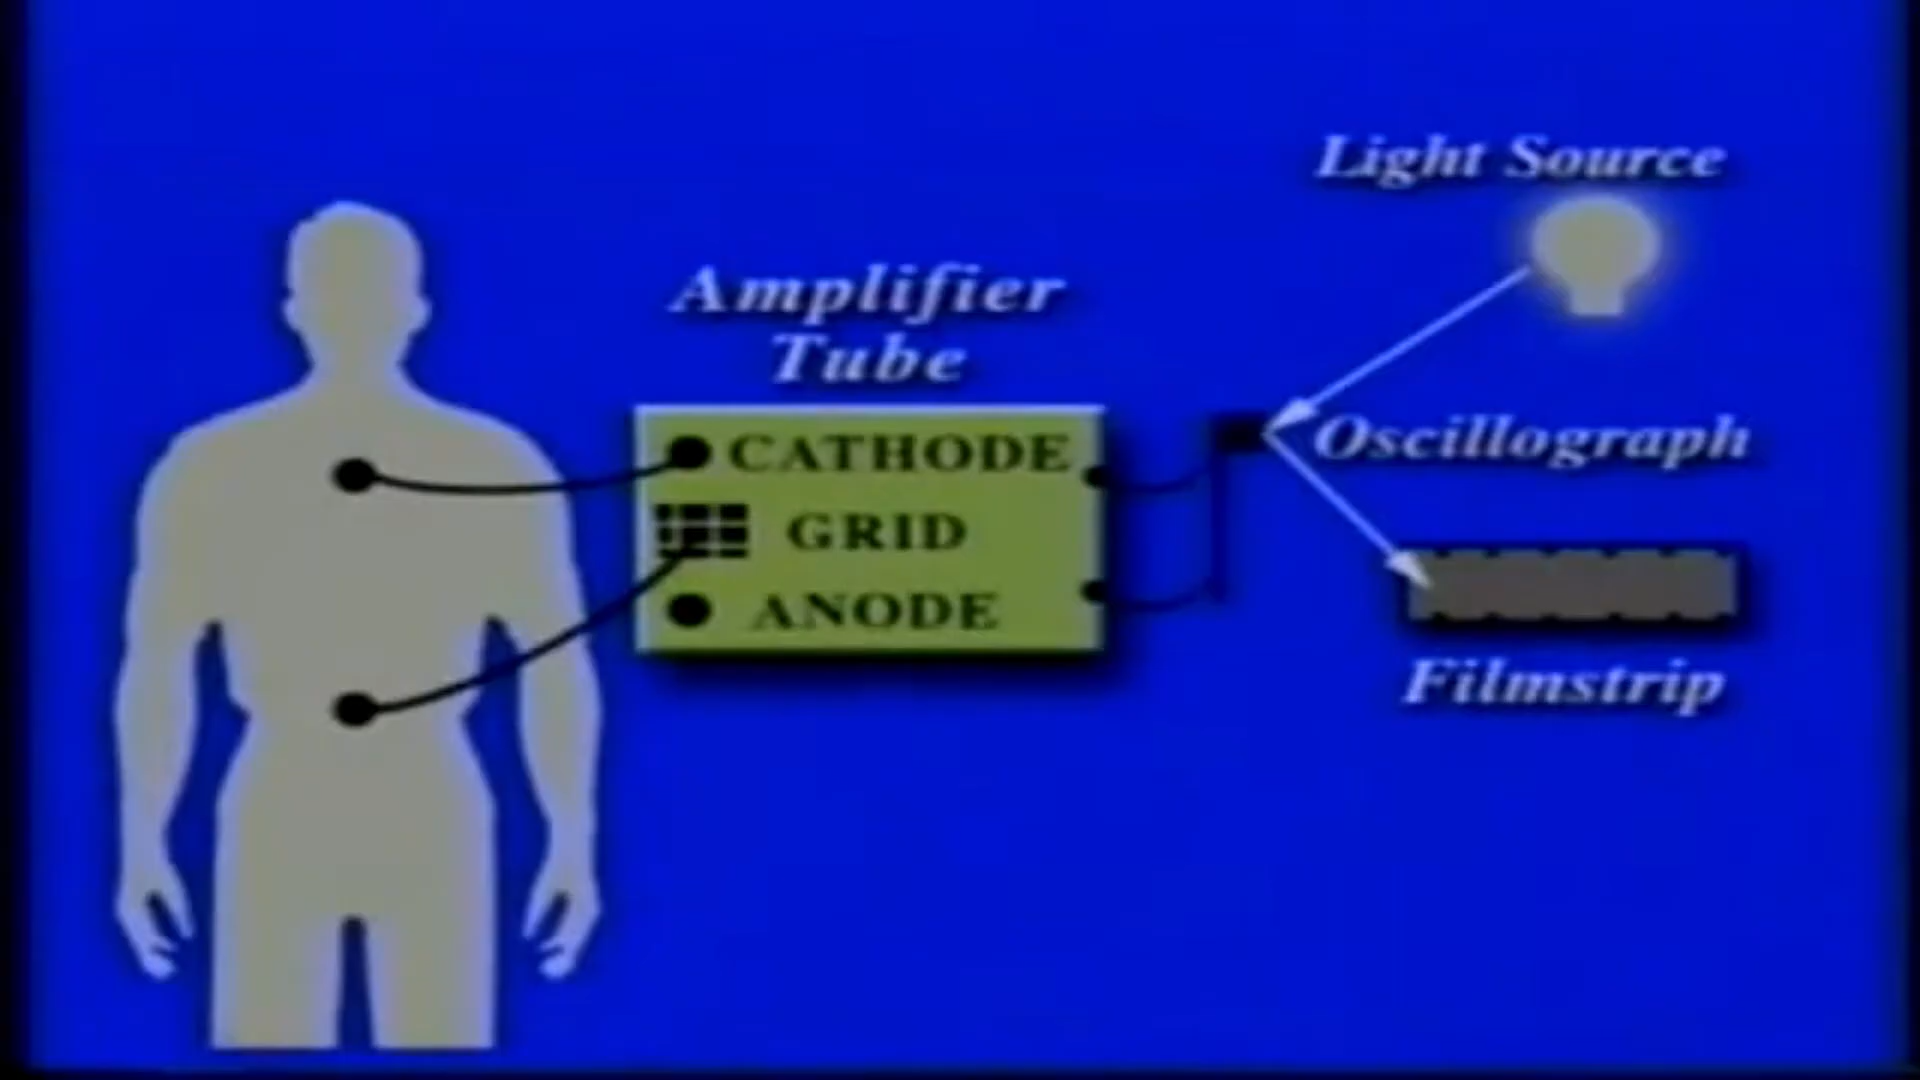 Light Source
Amplifier
Tube
CATHODE
GRID
ANODE
Oscillograph
Filmstrip